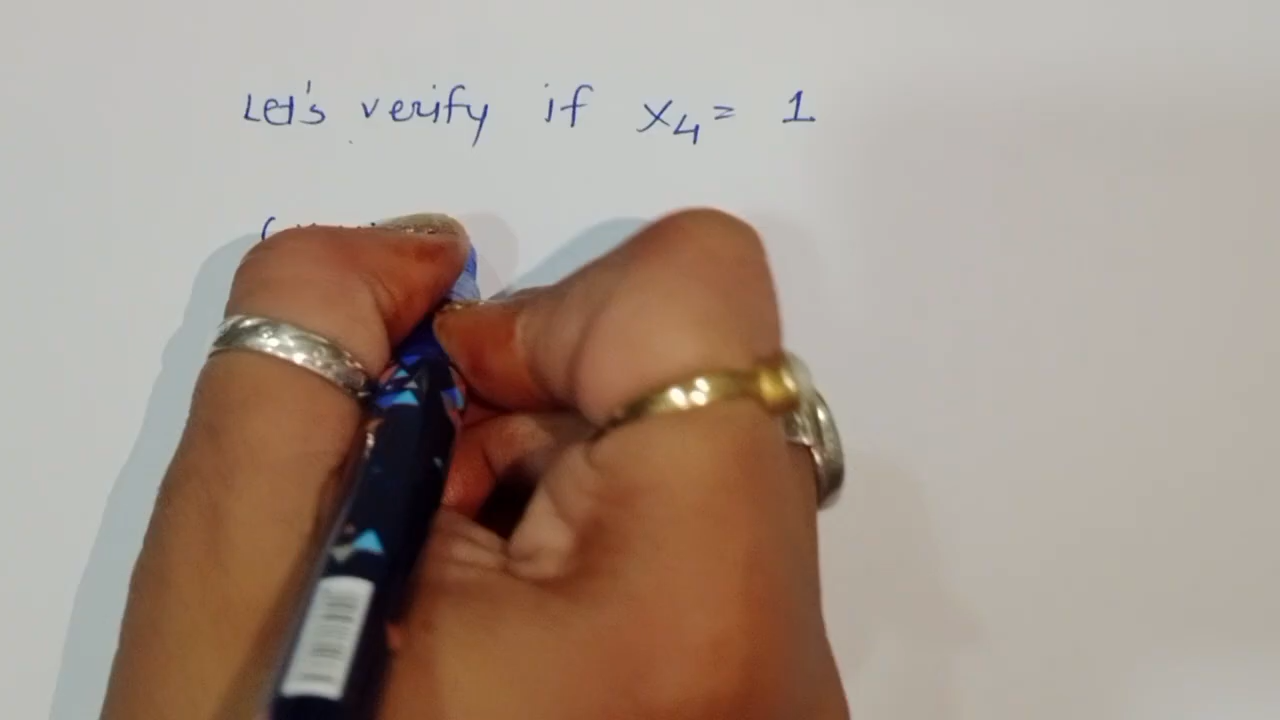 Let's verify if x₄ = 1